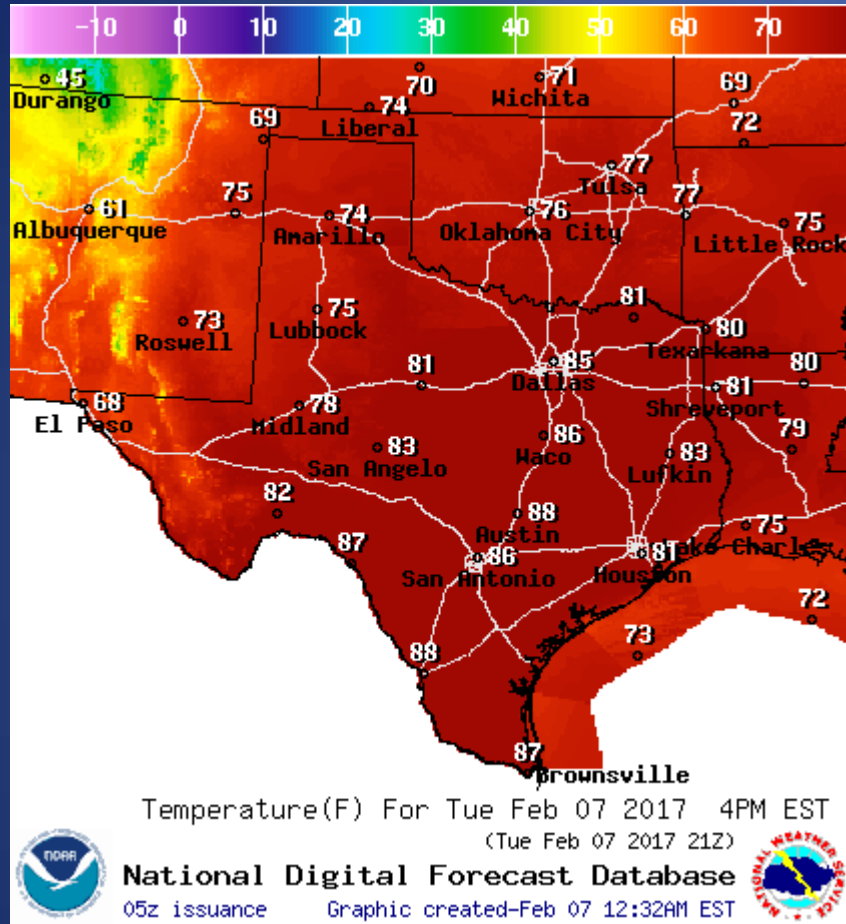 -10 0 10 20 30 40 50 60 70
45
Durango
70
71
Wichita
69
74
Liberal
69
72
77
Tulsa
61
Albuquerque
75
74
Amarillo
76
Oklahoma City
77
75
Little Rock
73
Roswell
75
Lubbock
81
80
Texarkana
85
Dallas
81
81
Shreveport
80
68
El Paso
78
Midland
83
San Angelo
86
Waco
83
Lufkin
79
82
88
Austin
75
Lake Charles
87
86
San Antonio
81
Houston
72
73
88
87
Brownsville
Temperature(F) For Tue Feb 07 2017 4PM EST
(Tue Feb 07 2017 21Z)
NOAA
National Digital Forecast Database
05z issuance Graphic created-Feb 07 12:32AM EST
NATIONAL WEATHER SERVICE